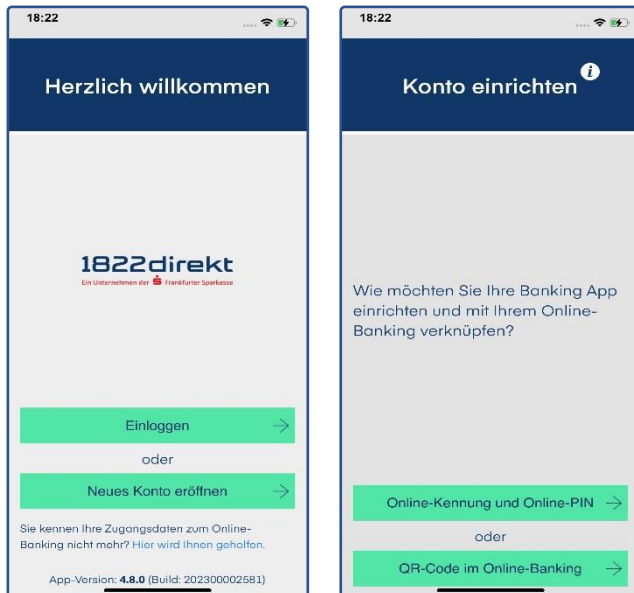 18:22
Herzlich willkommen
1822direkt
Ein Unternehmen der Frankfurter Sparkasse
Einloggen
oder
Neues Konto eröffnen
Sie kennen Ihre Zugangsdaten zum Online-
Banking nicht mehr? Hier wird Ihnen geholfen.
App-Version: 4.8.0 (Build: 202300002581)
18:22
Konto einrichten
i
Wie möchten Sie Ihre Banking App
einrichten und mit Ihrem Online-
Banking verknüpfen?
Online-Kennung und Online-PIN
oder
QR-Code im Online-Banking